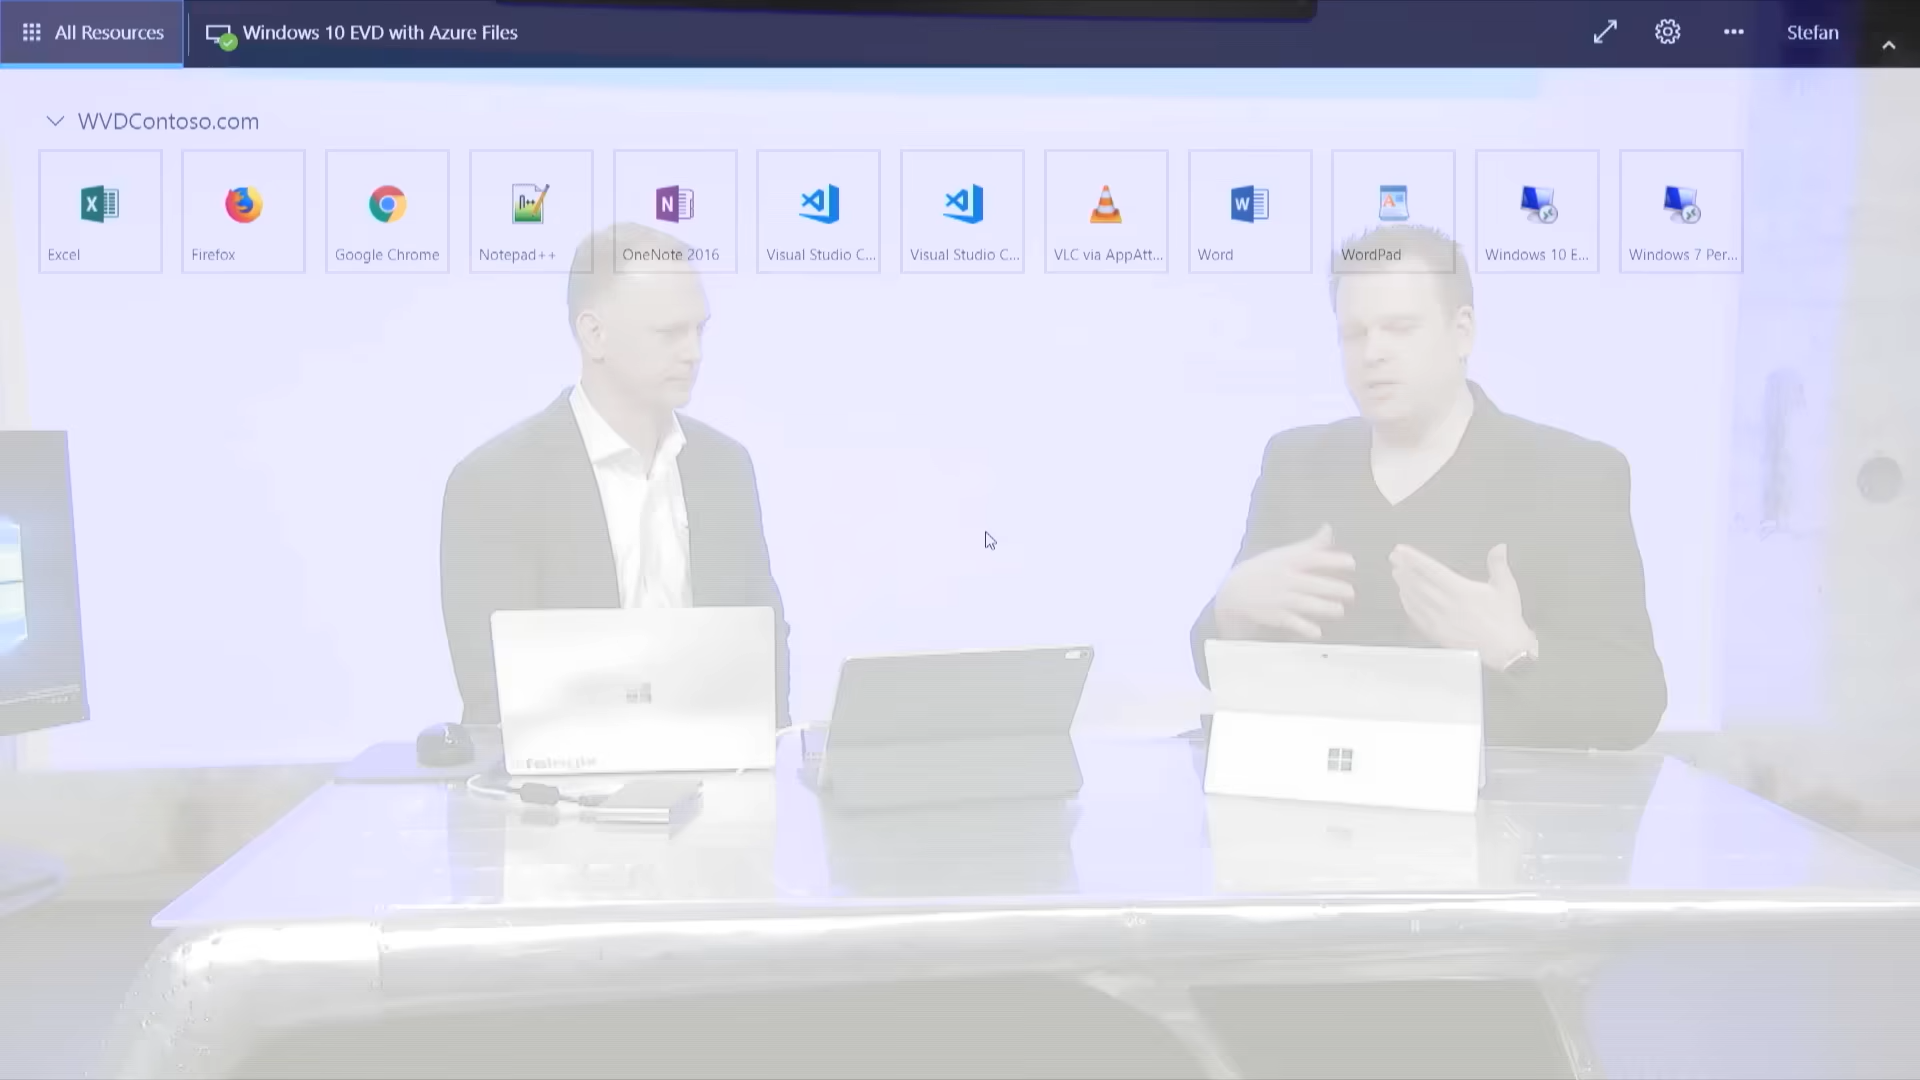 All Resources
Windows 10 EVD with Azure Files
Stefan
WVDContoso.com
Excel
Firefox
Google Chrome
Notepad++
OneNote 2016
Visual Studio C...
Visual Studio C...
VLC via AppAtt...
Word
WordPad
Windows 10 E...
Windows 7 Per...